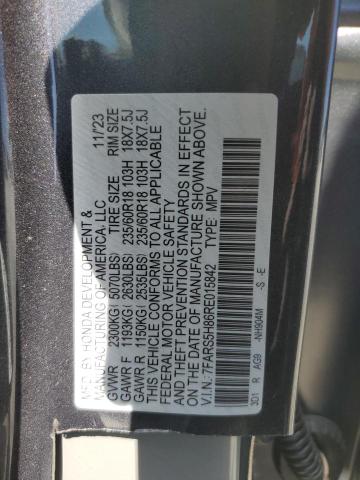 MFD. BY HONDA DEVELOPMENT & 11/'23
MANUFACTURING OF AMERICA, LLC
GVWR 2300KG( 5070LBS) TIRE SIZE RIM SIZE
GAWR F 1193KG( 2630LBS) 235/60R18 103H 18X7.5J
GAWR R 1150KG( 2535LBS) 235/60R18 103H 18X7.5J
THIS VEHICLE CONFORMS TO ALL APPLICABLE
FEDERAL MOTOR VEHICLE SAFETY
AND THEFT PREVENTION STANDARDS IN EFFECT
ON THE DATE OF MANUFACTURE SHOWN ABOVE.
V.I.N.:7FARS5H86RE015842 TYPE: MPV
3D1 R AG9 -NH904M -S -E